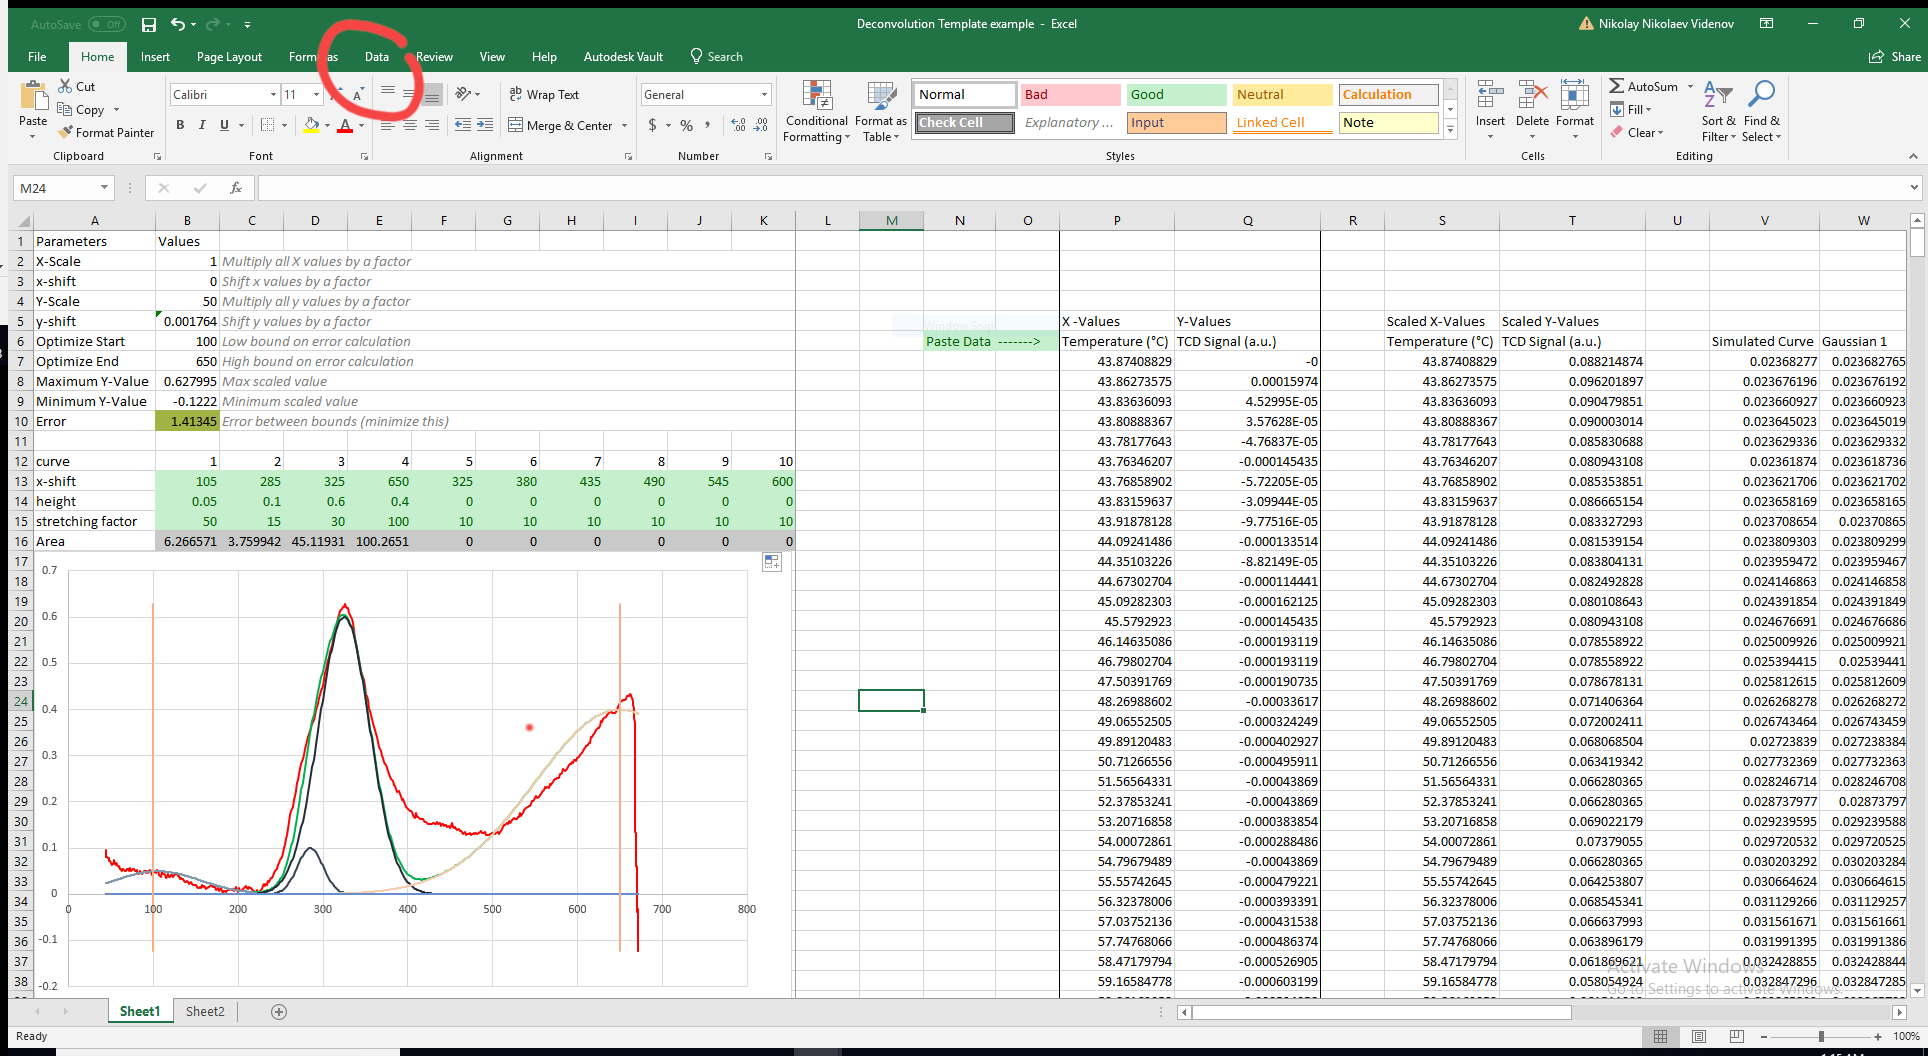 AutoSave Off
Deconvolution Template example - Excel
Nikolay Nikolaev Videnov
File Home Insert Page Layout Data Review View Help Autodesk Vault Search Share
Paste
Cut
Copy
Format Painter
Clipboard
Calibri 11
B I U
Font
Wrap Text
Merge & Center
Alignment
General
$ % ,
Number
Conditional Formatting
Format as Table
Normal Bad Good Neutral Calculation
Check Cell Explanatory ... Input Linked Cell Note
Styles
Insert Delete Format
Cells
AutoSum
Fill
Clear
Sort & Filter
Find & Select
Editing
M24 fx
A B C D E F G H I J K L M N O P Q R S T U V W
1 Parameters Values
2 X-Scale 1 Multiply all X values by a factor
3 x-shift 0 Shift x values by a factor
4 Y-Scale 50 Multiply all y values by a factor
5 y-shift 0.001764 Shift y values by a factor X -Values Y-Values Scaled X-Values Scaled Y-Values
6 Optimize Start 100 Low bound on error calculation Paste Data -------> Temperature (°C) TCD Signal (a.u.) Temperature (°C) TCD Signal (a.u.) Simulated Curve Gaussian 1
7 Optimize End 650 High bound on error calculation 43.87408829 -0 43.87408829 0.088214874 0.02368277 0.023682765
8 Maximum Y-Value 0.627995 Max scaled value 43.86273575 0.00015974 43.86273575 0.096201897 0.023676196 0.023676192
9 Minimum Y-Value -0.1222 Minimum scaled value 43.83636093 4.52995E-05 43.83636093 0.090479851 0.023660927 0.023660923
10 Error 1.41345 Error between bounds (minimize this) 43.80888367 3.57628E-05 43.80888367 0.090003014 0.023645023 0.023645019
11 43.78177643 -4.76837E-05 43.78177643 0.085830688 0.023629336 0.023629332
12 curve 1 2 3 4 5 6 7 8 9 10 43.76346207 -0.000145435 43.76346207 0.080943108 0.02361874 0.023618736
13 x-shift 105 285 325 650 325 380 435 490 545 600 43.76858902 -5.72205E-05 43.76858902 0.085353851 0.023621706 0.023621702
14 height 0.05 0.1 0.6 0.4 0 0 0 0 0 0 43.83159637 -3.09944E-05 43.83159637 0.086665154 0.023658169 0.023658165
15 stretching factor 50 15 30 100 10 10 10 10 10 10 43.91878128 -9.77516E-05 43.91878128 0.083327293 0.023708654 0.02370865
16 Area 6.266571 3.759942 45.11931 100.2651 0 0 0 0 0 0 44.09241486 -0.000133514 44.09241486 0.081539154 0.023809303 0.023809299
17 44.35103226 -8.82149E-05 44.35103226 0.083804131 0.023959472 0.023959467
18 44.67302704 -0.000114441 44.67302704 0.082492828 0.024146863 0.024146858
19 45.09282303 -0.000162125 45.09282303 0.080108643 0.024391854 0.024391849
20 45.5792923 -0.000145435 45.5792923 0.080943108 0.024676691 0.024676686
21 46.14635086 -0.000193119 46.14635086 0.078558922 0.025009926 0.025009921
22 46.79802704 -0.000193119 46.79802704 0.078558922 0.025394415 0.02539441
23 47.50391769 -0.000190735 47.50391769 0.078678131 0.025812615 0.025812609
24 48.26988602 -0.00033617 48.26988602 0.071406364 0.026268278 0.026268272
25 49.06552505 -0.000324249 49.06552505 0.072002411 0.026743464 0.026743459
26 49.89120483 -0.000402927 49.89120483 0.068068504 0.02723839 0.027238384
27 50.71266556 -0.000495911 50.71266556 0.063419342 0.027732369 0.027732363
28 51.56564331 -0.00043869 51.56564331 0.066280365 0.028246714 0.028246708
29 52.37853241 -0.00043869 52.37853241 0.066280365 0.028737977 0.02873797
30 53.20716858 -0.000383854 53.20716858 0.069022179 0.029239595 0.029239588
31 54.00072861 -0.000288486 54.00072861 0.07379055 0.029720532 0.029720525
32 54.79679489 -0.00043869 54.79679489 0.066280365 0.030203292 0.030203284
33 55.55742645 -0.000479221 55.55742645 0.064253807 0.030664624 0.030664615
34 56.32378006 -0.000393391 56.32378006 0.068545341 0.031129266 0.031129257
35 57.03752136 -0.000431538 57.03752136 0.066637993 0.031561671 0.031561661
36 57.74768066 -0.000486374 57.74768066 0.063896179 0.031991395 0.031991386
37 58.47179794 -0.000526905 58.47179794 0.061869621 0.032428855 0.032428844
38 59.16584778 -0.000603199 59.16584778 0.058054924 0.032847296 0.032847285
0.7
0.6
0.5
0.4
0.3
0.2
0.1
0
0 100 200 300 400 500 600 700 800
-0.1
-0.2
Activate Windows
Go to Settings to activate Windows.
Sheet1 Sheet2
Ready 100%